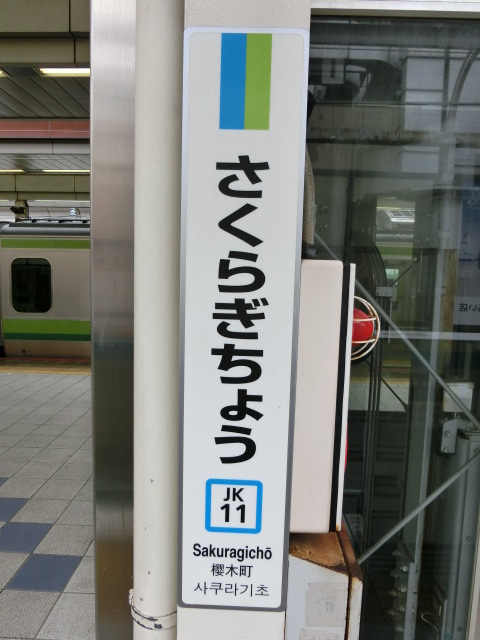 さくらぎちょう
JK
11
Sakuragichō
櫻木町
사쿠라기초